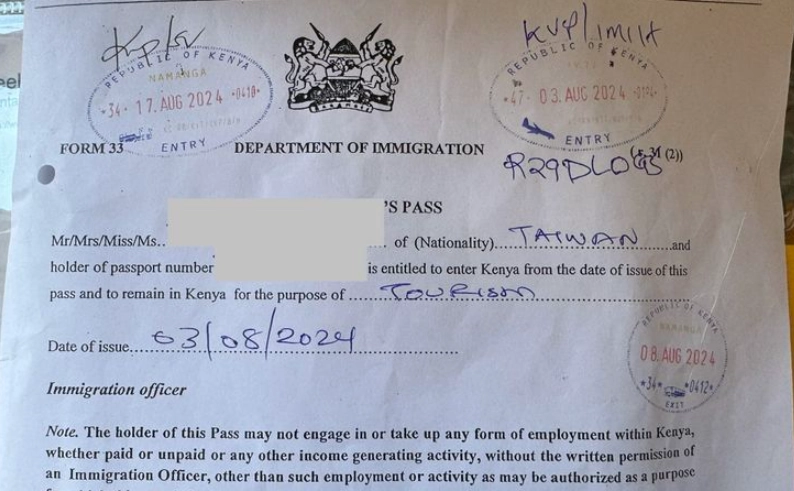 REPUBLIC OF KENYA
NAMANGA
*34* 17. AUG 2024 *0410*
ENTRY
HARAMBEE
KVP/1M1X
REPUBLIC OF KENYA
*47* 03. AUG 2024
ENTRY
FORM 33
DEPARTMENT OF IMMIGRATION
(2))
'S PASS
Mr/Mrs/Miss/Ms.. of (Nationality) TAIWAN and
holder of passport number is entitled to enter Kenya from the date of issue of this
pass and to remain in Kenya for the purpose of TOURISM
Date of issue 03/08/2024
REPUBLIC OF KENYA
NAMANGA
08. AUG 2024
*34* *0412*
EXIT
Immigration officer
Note. The holder of this Pass may not engage in or take up any form of employment within Kenya,
whether paid or unpaid or any other income generating activity, without the written permission of
an Immigration Officer, other than such employment or activity as may be authorized as a purpose